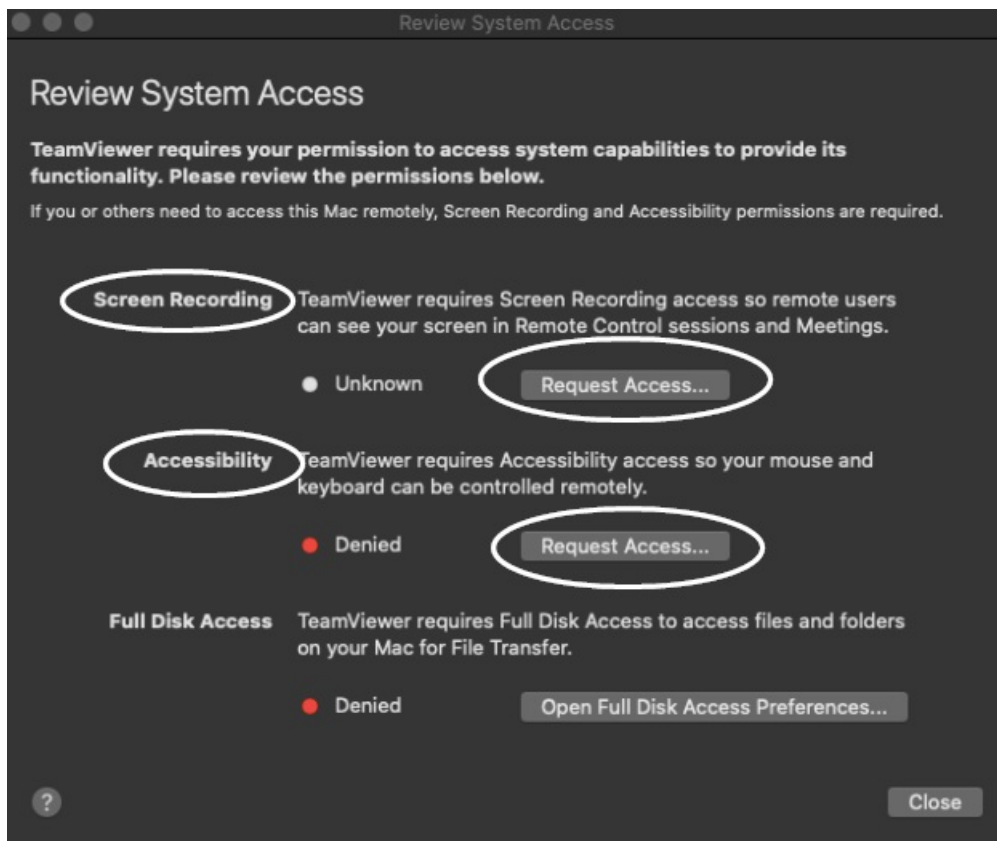 Review System Access
Review System Access
TeamViewer requires your permission to access system capabilities to provide its
functionality. Please review the permissions below.
If you or others need to access this Mac remotely, Screen Recording and Accessibility permissions are required.
Screen Recording TeamViewer requires Screen Recording access so remote users
can see your screen in Remote Control sessions and Meetings.
Unknown Request Access...
Accessibility TeamViewer requires Accessibility access so your mouse and
keyboard can be controlled remotely.
Denied Request Access...
Full Disk Access TeamViewer requires Full Disk Access to access files and folders
on your Mac for File Transfer.
Denied Open Full Disk Access Preferences...
? Close